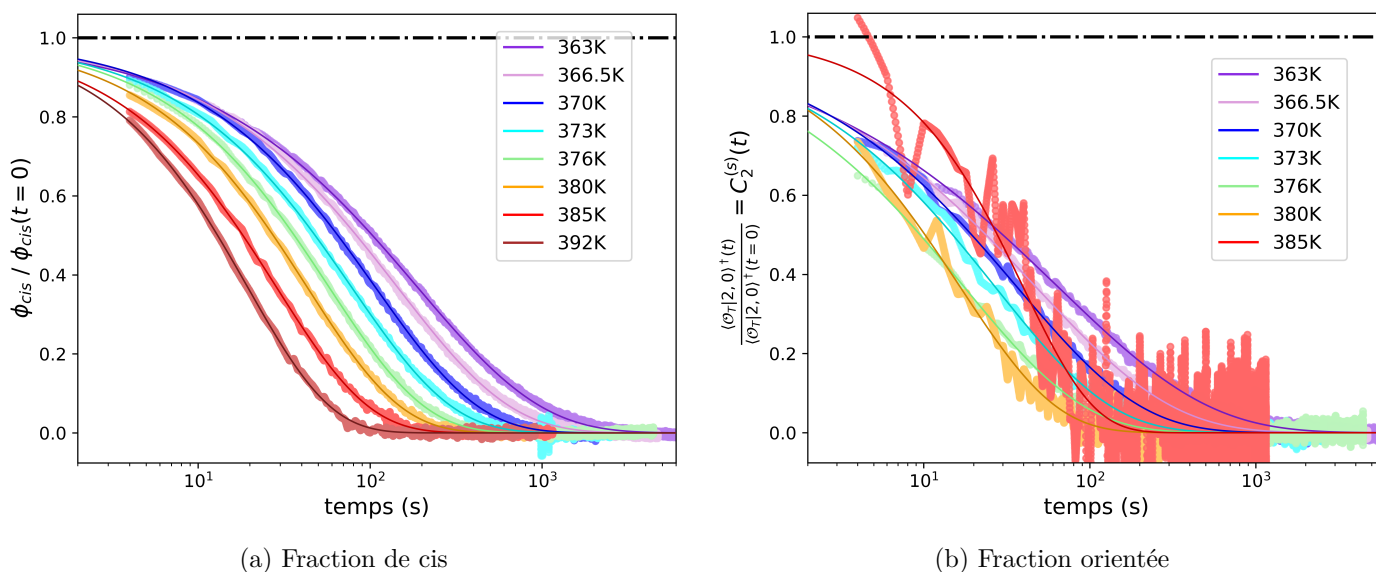 1.0
0.8
0.6
0.4
0.2
0.0
ϕcis / ϕcis(t = 0)
363K
366.5K
370K
373K
376K
380K
385K
392K
10¹
10²
10³
temps (s)
(a) Fraction de cis
1.0
0.8
0.6
0.4
0.2
0.0
⟨𝒪T|2, 0⟩†(t) / ⟨𝒪T|2, 0⟩†(t = 0) = C₂⁽ˢ⁾(t)
363K
366.5K
370K
373K
376K
380K
385K
10¹
10²
10³
temps (s)
(b) Fraction orientée